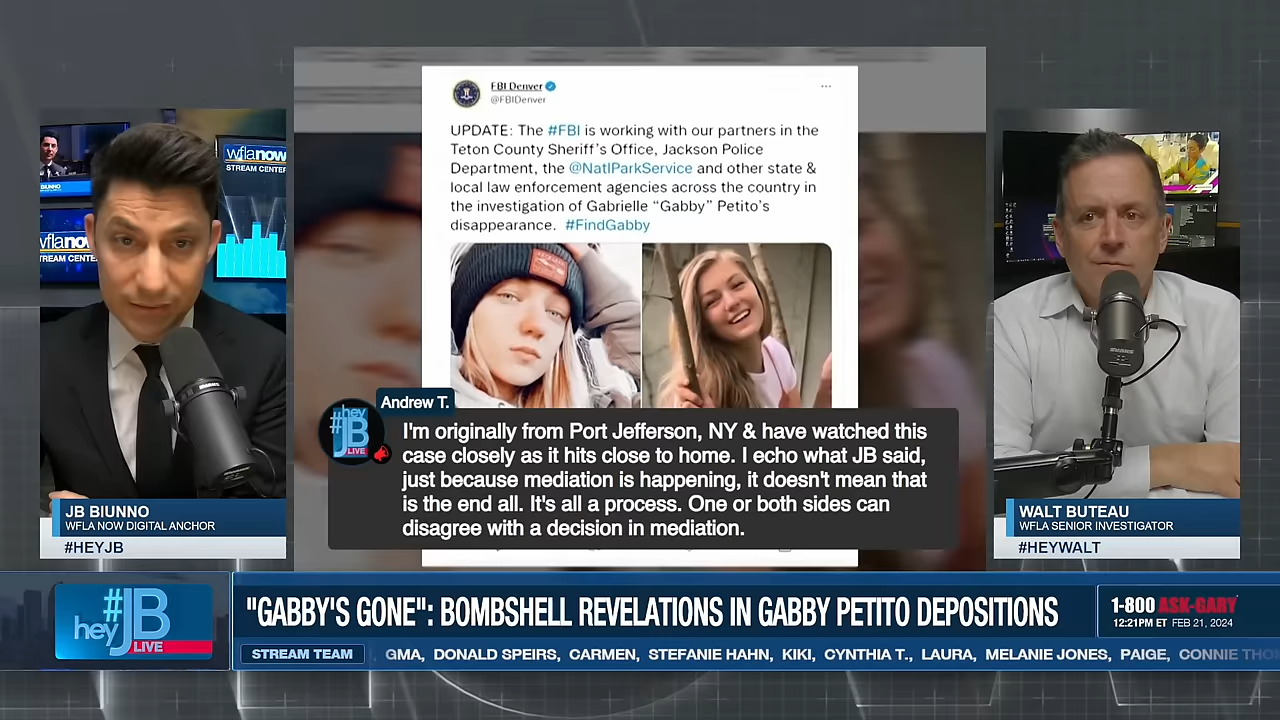 FBI Denver
@FBIDenver
UPDATE: The #FBI is working with our partners in the
Teton County Sheriff's Office, Jackson Police
Department, the @NatlParkService and other state &
local law enforcement agencies across the country in
the investigation of Gabrielle “Gabby” Petito's
disappearance. #FindGabby
wflanow
STREAM CENTER
BIUNNO
Andrew T.
#hey
JB
LIVE
I'm originally from Port Jefferson, NY & have watched this
case closely as it hits close to home. I echo what JB said,
just because mediation is happening, it doesn't mean that
is the end all. It's all a process. One or both sides can
disagree with a decision in mediation.
JB BIUNNO
WFLA NOW DIGITAL ANCHOR
#HEYJB
WALT BUTEAU
WFLA SENIOR INVESTIGATOR
#HEYWALT
#heyJB
LIVE
"GABBY'S GONE": BOMBSHELL REVELATIONS IN GABBY PETITO DEPOSITIONS
1-800 ASK-GARY
12:21PM ET FEB 21, 2024
STREAM TEAM
GMA, DONALD SPEIRS, CARMEN, STEFANIE HAHN, KIKI, CYNTHIA T., LAURA, MELANIE JONES, PAIGE, CONNIE THO